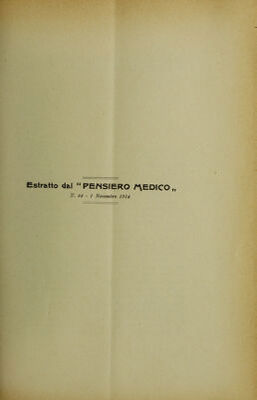 Estratto dal “PENSIERO MEDICO„
N. 44 - 1 Novembre 1914